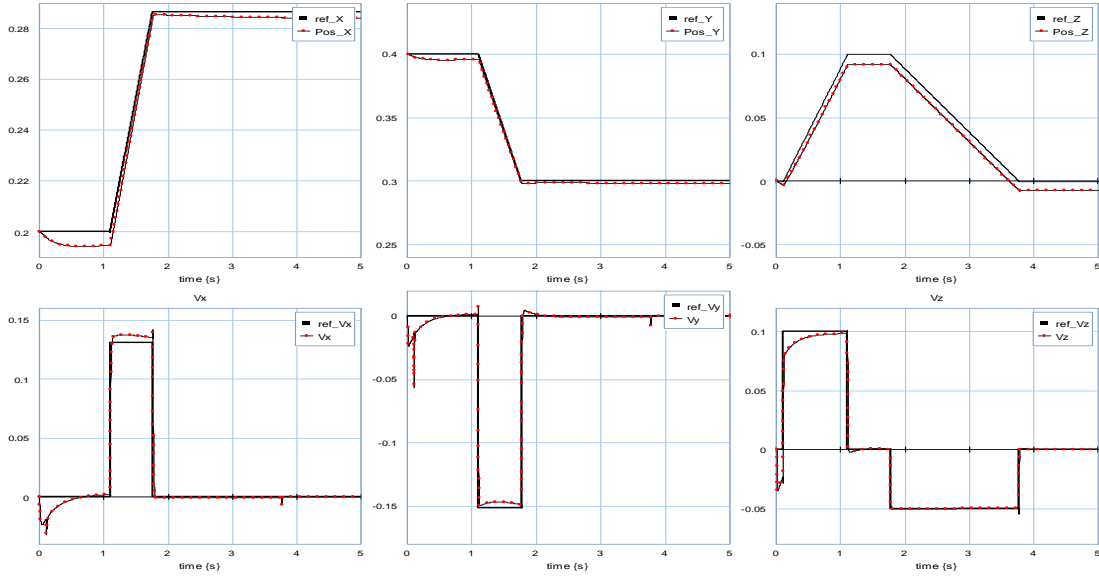 ref_X
Pos_X
0.28
0.26
0.24
0.22
0.2
0 1 2 3 4 5
time {s}
ref_Y
Pos_Y
0.4
0.35
0.3
0.25
0 1 2 3 4 5
time {s}
ref_Z
Pos_Z
0.1
0.05
0
-0.05
0 1 2 3 4 5
time {s}
Vx
ref_Vx
Vx
0.15
0.1
0.05
0
0 1 2 3 4 5
time {s}
ref_Vy
Vy
0
-0.05
-0.1
-0.15
0 1 2 3 4 5
time {s}
Vz
ref_Vz
Vz
0.1
0.05
0
-0.05
0 1 2 3 4 5
time {s}